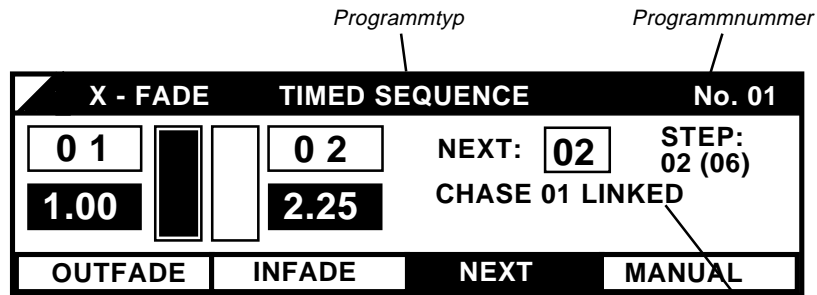 Programmtyp Programmnummer
X - FADE TIMED SEQUENCE No. 01
0 1 0 2 NEXT: 02 STEP:
02 (06)
1.00 2.25 CHASE 01 LINKED
OUTFADE INFADE NEXT MANUAL